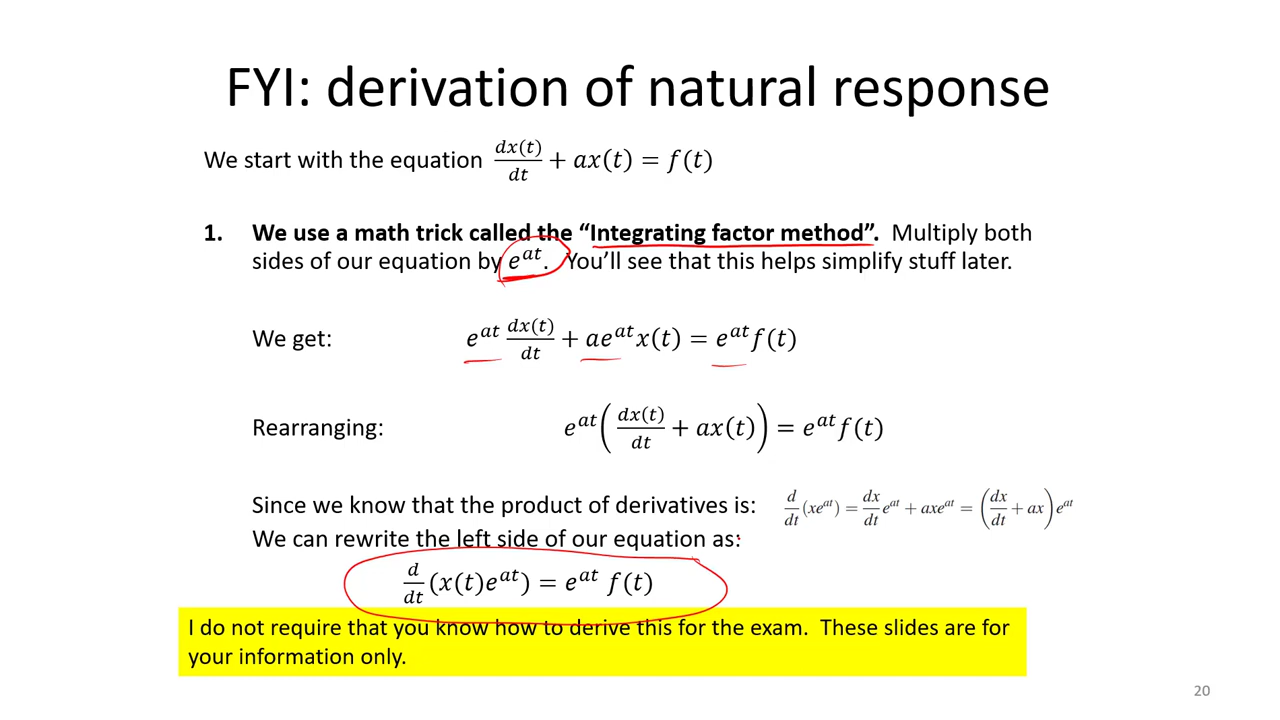 FYI: derivation of natural response
We start with the equation dx(t)/dt + ax(t) = f(t)
1. We use a math trick called the “Integrating factor method”. Multiply both
sides of our equation by e^{at}. You’ll see that this helps simplify stuff later.
We get: e^{at} dx(t)/dt + ae^{at}x(t) = e^{at}f(t)
Rearranging: e^{at}(dx(t)/dt + ax(t)) = e^{at}f(t)
Since we know that the product of derivatives is: d/dt(xe^{at}) = dx/dt e^{at} + axe^{at} = (dx/dt + ax)e^{at}
We can rewrite the left side of our equation as:
d/dt(x(t)e^{at}) = e^{at} f(t)
I do not require that you know how to derive this for the exam. These slides are for
your information only.
20